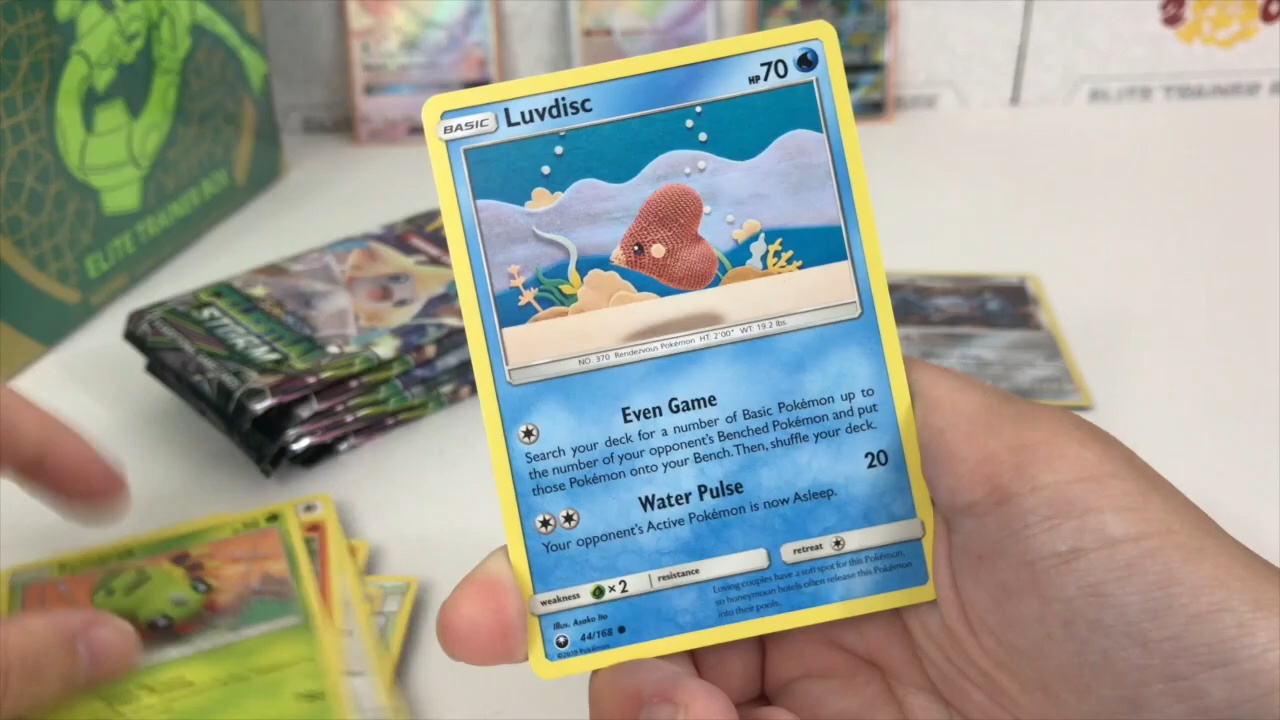 ELITE TRAINER BOX
STORM
ELITE TRAINER B
BASIC
Luvdisc
HP 70
NO. 370 Rendezvous Pokémon HT: 2'00" WT: 19.2 lbs
Even Game
Search your deck for a number of Basic Pokémon up to
the number of your opponent's Benched Pokémon and put
those Pokémon onto your Bench. Then, shuffle your deck.
Water Pulse
20
Your opponent's Active Pokémon is now Asleep.
weakness ×2
resistance
retreat
Loving couples have a soft spot for this Pokémon,
so honeymoon hotels often release this Pokémon
into their pools.
Illus. Asako Ito
44/168